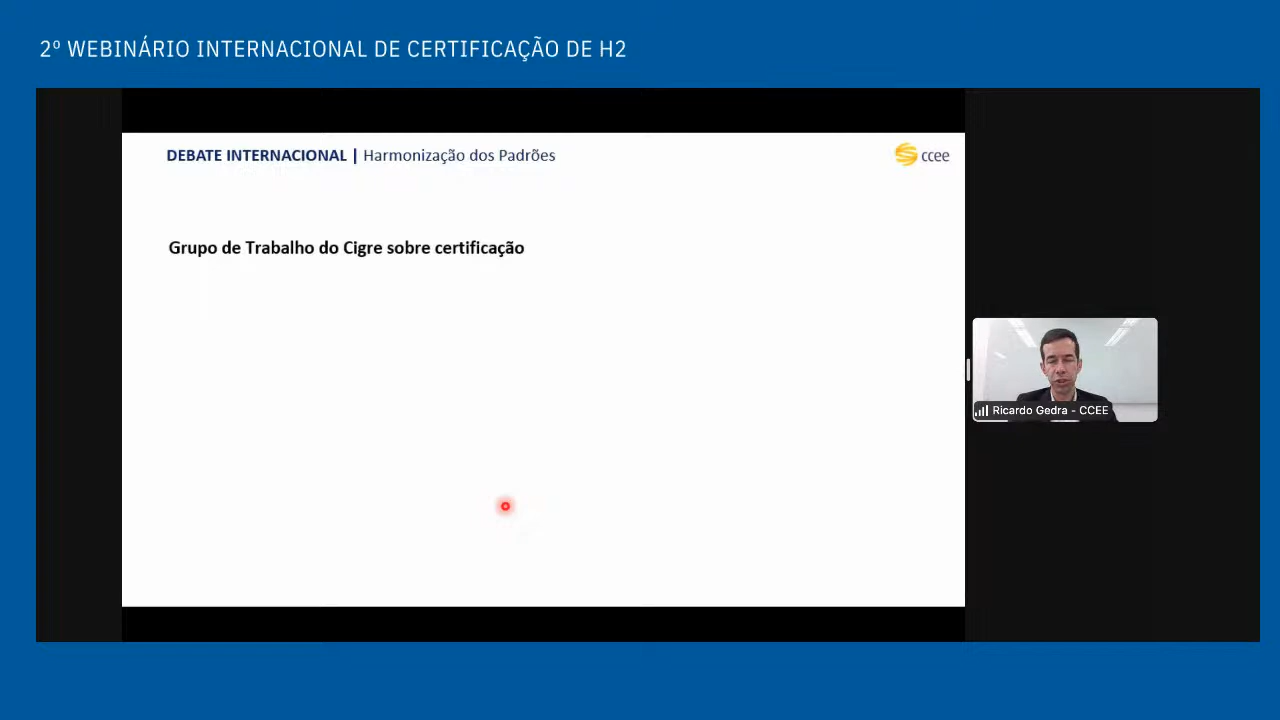 2º WEBINÁRIO INTERNACIONAL DE CERTIFICAÇÃO DE H2
DEBATE INTERNACIONAL | Harmonização dos Padrões
ccee
Grupo de Trabalho do Cigre sobre certificação
Ricardo Gedra - CCEE